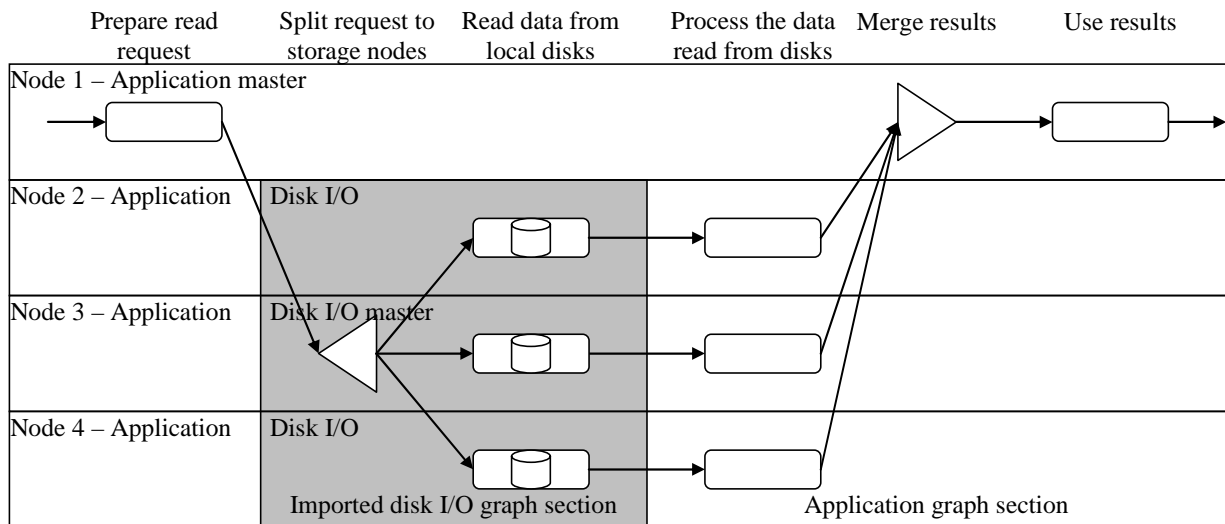 Prepare read
request
Split request to
storage nodes
Read data from
local disks
Process the data
read from disks
Merge results
Use results
Node 1 – Application master
Node 2 – Application
Disk I/O
Node 3 – Application
Disk I/O master
Node 4 – Application
Disk I/O
Imported disk I/O graph section
Application graph section